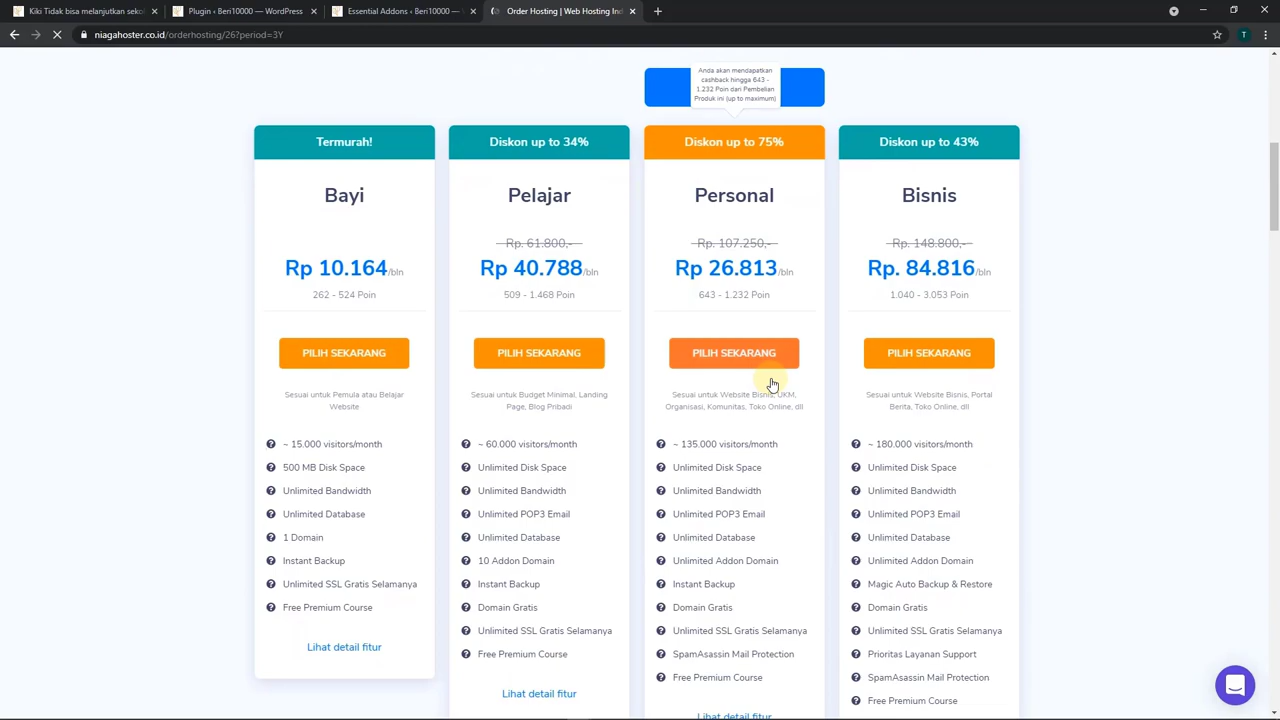 Kiki Tidak bisa melanjutkan sek
Plugin ‹ Beri10000 — WordPress
Essential Addons ‹ Beri10000 —
Order Hosting | Web Hosting Ind
niagahoster.co.id/orderhosting/26?period=3Y
T
Anda akan mendapatkan
cashback hingga 643 -
1.232 Poin dari Pembelian
Produk ini (up to maximum)
Termurah!
Bayi
Rp 10.164/bln
262 - 524 Poin
PILIH SEKARANG
Sesuai untuk Pemula atau Belajar
Website
~ 15.000 visitors/month
500 MB Disk Space
Unlimited Bandwidth
Unlimited Database
1 Domain
Instant Backup
Unlimited SSL Gratis Selamanya
Free Premium Course
Lihat detail fitur
Diskon up to 34%
Pelajar
Rp. 61.800,-
Rp 40.788/bln
509 - 1.468 Poin
PILIH SEKARANG
Sesuai untuk Budget Minimal, Landing
Page, Blog Pribadi
~ 60.000 visitors/month
Unlimited Disk Space
Unlimited Bandwidth
Unlimited POP3 Email
Unlimited Database
10 Addon Domain
Instant Backup
Domain Gratis
Unlimited SSL Gratis Selamanya
Free Premium Course
Lihat detail fitur
Diskon up to 75%
Personal
Rp. 107.250,-
Rp 26.813/bln
643 - 1.232 Poin
PILIH SEKARANG
Sesuai untuk Website Bisnis, UKM,
Organisasi, Komunitas, Toko Online, dll
~ 135.000 visitors/month
Unlimited Disk Space
Unlimited Bandwidth
Unlimited POP3 Email
Unlimited Database
Unlimited Addon Domain
Instant Backup
Domain Gratis
Unlimited SSL Gratis Selamanya
SpamAsassin Mail Protection
Free Premium Course
Lihat detail fitur
Diskon up to 43%
Bisnis
Rp. 148.800,-
Rp. 84.816/bln
1.040 - 3.053 Poin
PILIH SEKARANG
Sesuai untuk Website Bisnis, Portal
Berita, Toko Online, dll
~ 180.000 visitors/month
Unlimited Disk Space
Unlimited Bandwidth
Unlimited POP3 Email
Unlimited Database
Unlimited Addon Domain
Magic Auto Backup & Restore
Domain Gratis
Unlimited SSL Gratis Selamanya
Prioritas Layanan Support
SpamAsassin Mail Protection
Free Premium Course